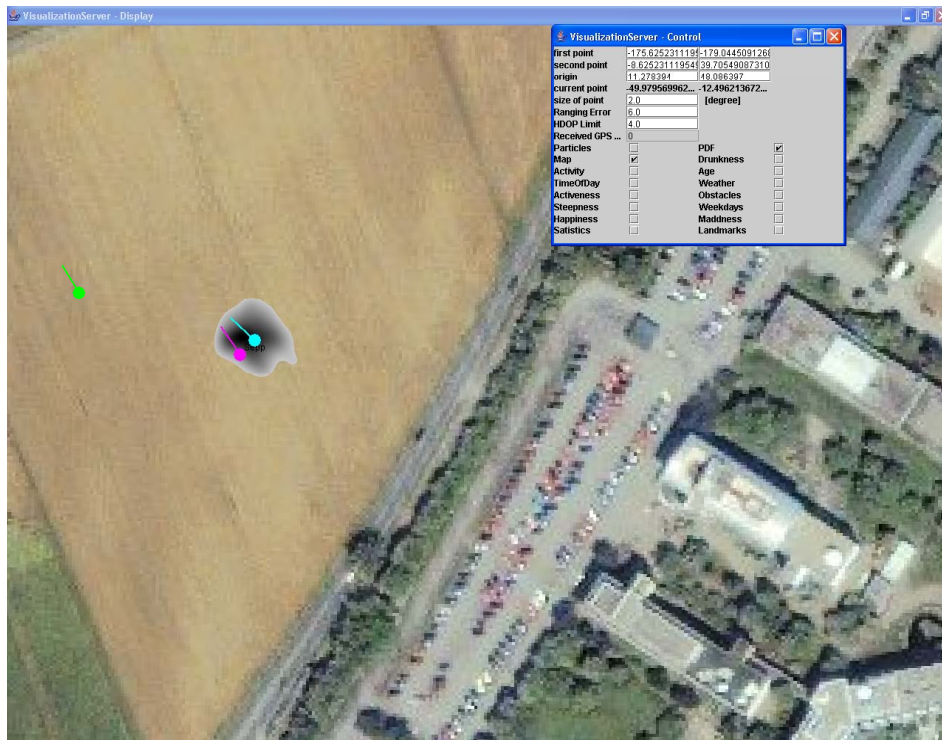 VisualizationServer - Display
VisualizationServer - Control
first point -175.6252311195 -179.0445091268
second point -8.625231119549 39.70549087310
origin 11.278394 48.086397
current point -49.979569962... -12.496213672...
size of point 2.0 [degree]
Ranging Error 6.0
HDOP Limit 4.0
Received GPS ... 0
Particles PDF
Map Drunkness
Activity Age
TimeOfDay Weather
Activeness Obstacles
Steepness Weekdays
Happiness Maddness
Satistics Landmarks